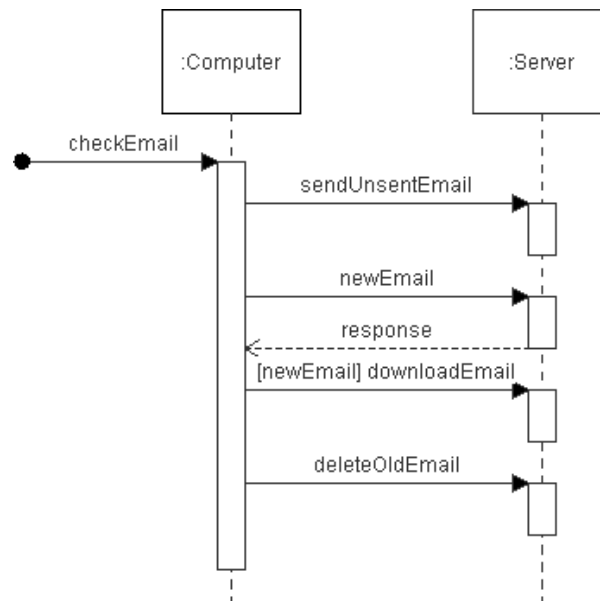 :Computer
:Server
checkEmail
sendUnsentEmail
newEmail
response
[newEmail] downloadEmail
deleteOldEmail